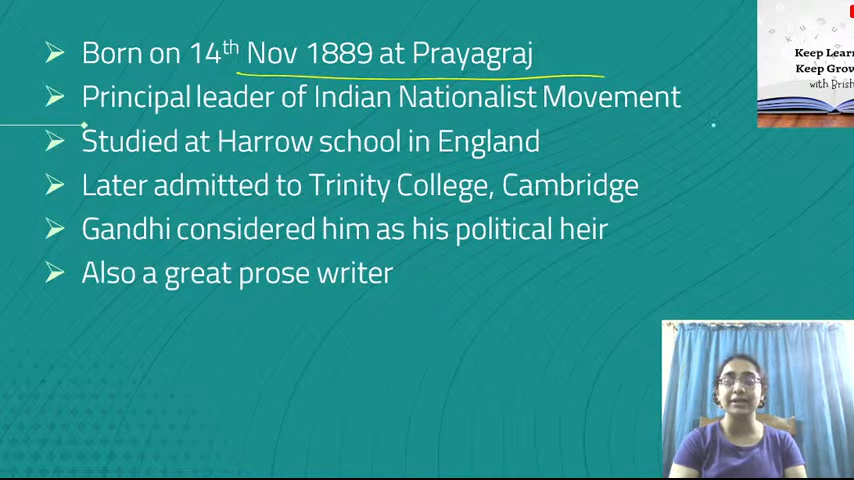 ➢ Born on 14th Nov 1889 at Prayagraj
➢ Principal leader of Indian Nationalist Movement
➢ Studied at Harrow school in England
➢ Later admitted to Trinity College, Cambridge
➢ Gandhi considered him as his political heir
➢ Also a great prose writer
Keep Lear
Keep Grow
with Brish